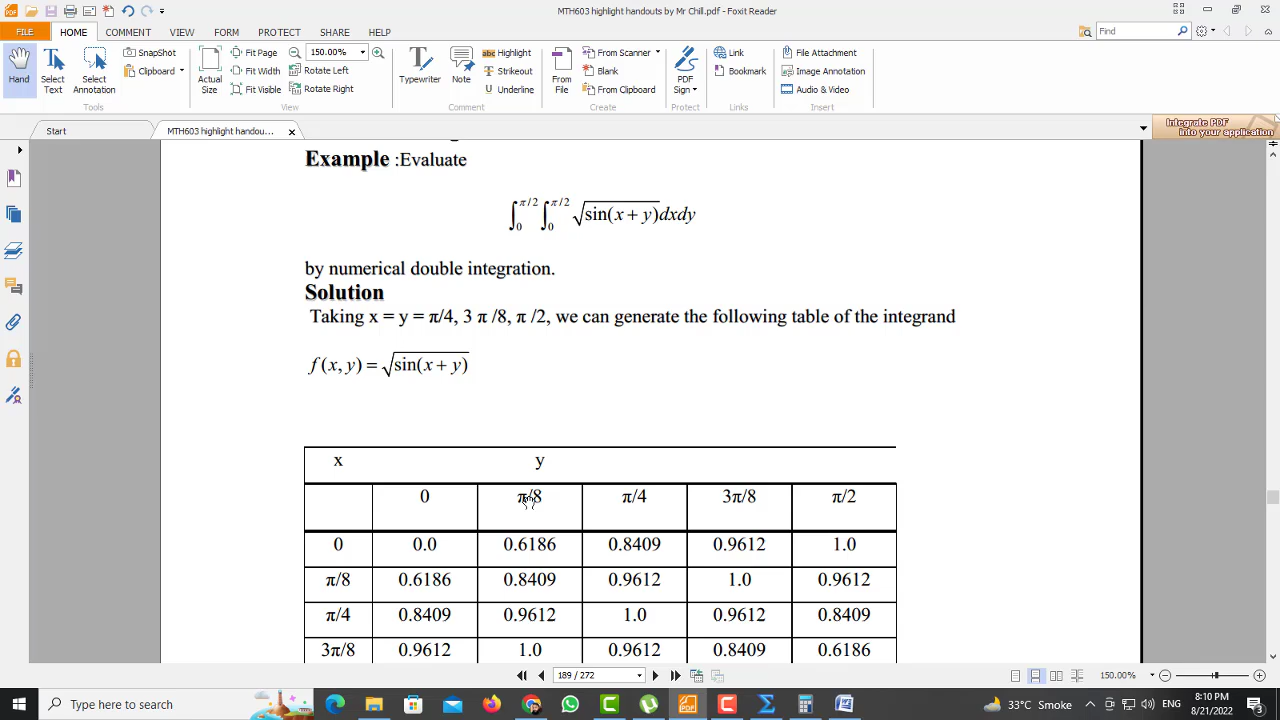 MTH603 highlight handouts by Mr Chill.pdf - Foxit Reader
FILE HOME COMMENT VIEW FORM PROTECT SHARE HELP Find
Hand Select Text Select Annotation SnapShot Clipboard Actual Size Fit Page Fit Width Fit Visible 150.00% Rotate Left Rotate Right Typewriter Note Highlight Strikeout Underline From File From Scanner Blank From Clipboard PDF Sign Link Bookmark File Attachment Image Annotation Audio & Video
Tools View Comment Create Protect Links Insert
Start MTH603 highlight handou... Integrate PDF into your application
Example :Evaluate
∫₀^π/2 ∫₀^π/2 √sin(x + y)dxdy
by numerical double integration.
Solution
Taking x = y = π/4, 3 π /8, π /2, we can generate the following table of the integrand
f (x, y) = √sin(x + y)
x y
0 π/8 π/4 3π/8 π/2
0 0.0 0.6186 0.8409 0.9612 1.0
π/8 0.6186 0.8409 0.9612 1.0 0.9612
π/4 0.8409 0.9612 1.0 0.9612 0.8409
3π/8 0.9612 1.0 0.9612 0.8409 0.6186
189 / 272 150.00%
Type here to search 33°C Smoke ENG 8:10 PM
8/21/2022